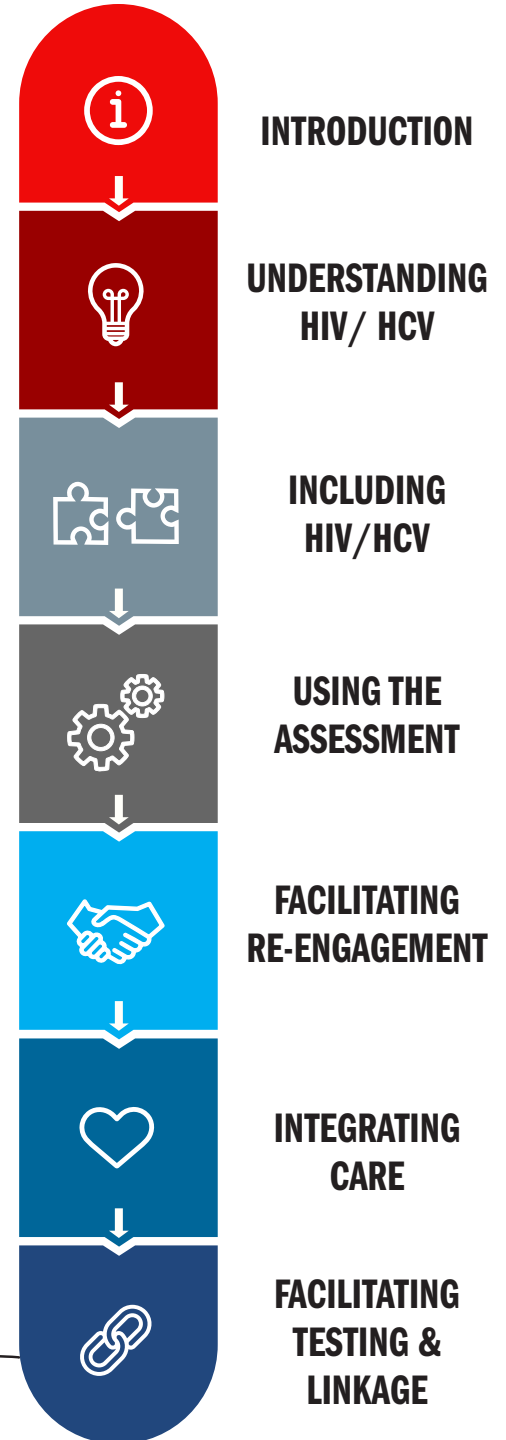 INTRODUCTION
UNDERSTANDING
HIV/ HCV
INCLUDING
HIV/HCV
USING THE
ASSESSMENT
FACILITATING
RE-ENGAGEMENT
INTEGRATING
CARE
FACILITATING
TESTING &
LINKAGE